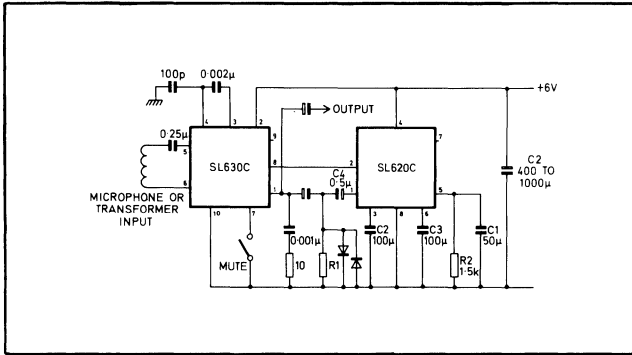 100p 0·002μ
+6V
OUTPUT
4 3 2 4
9 7
0·25μ
5
SL630C 8 2 SL620C
C4
0·5μ
C2
400 TO
1000μ
6 1 1 5
MICROPHONE OR
TRANSFORMER
INPUT
10 7 3 8 6
0·001μ
C2
100μ
C3
100μ
C1
50μ
MUTE
10 R1
R2
1·5k